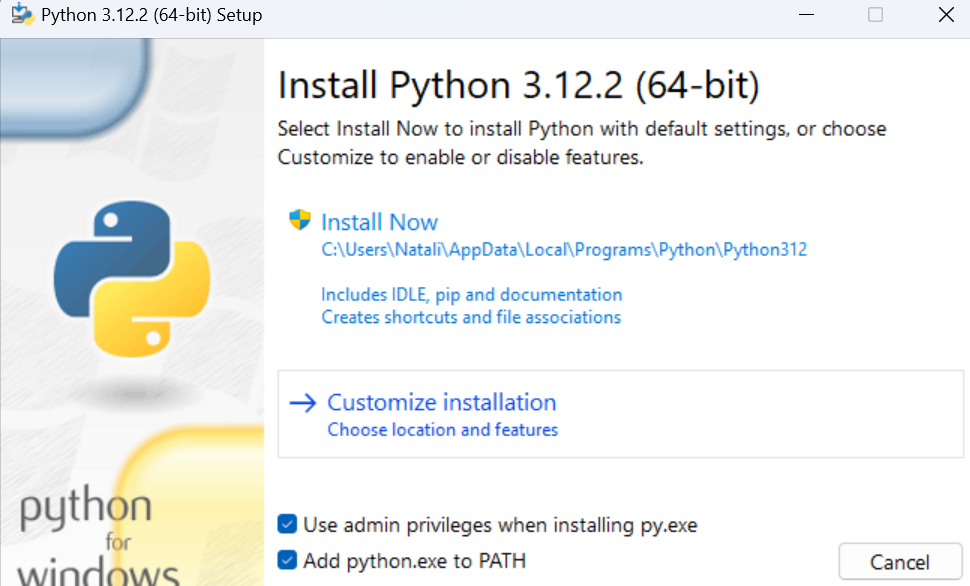 Python 3.12.2 (64-bit) Setup
Install Python 3.12.2 (64-bit)
Select Install Now to install Python with default settings, or choose
Customize to enable or disable features.
Install Now
C:\Users\Natali\AppData\Local\Programs\Python\Python312
Includes IDLE, pip and documentation
Creates shortcuts and file associations
Customize installation
Choose location and features
python
for
windows
Use admin privileges when installing py.exe
Add python.exe to PATH
Cancel